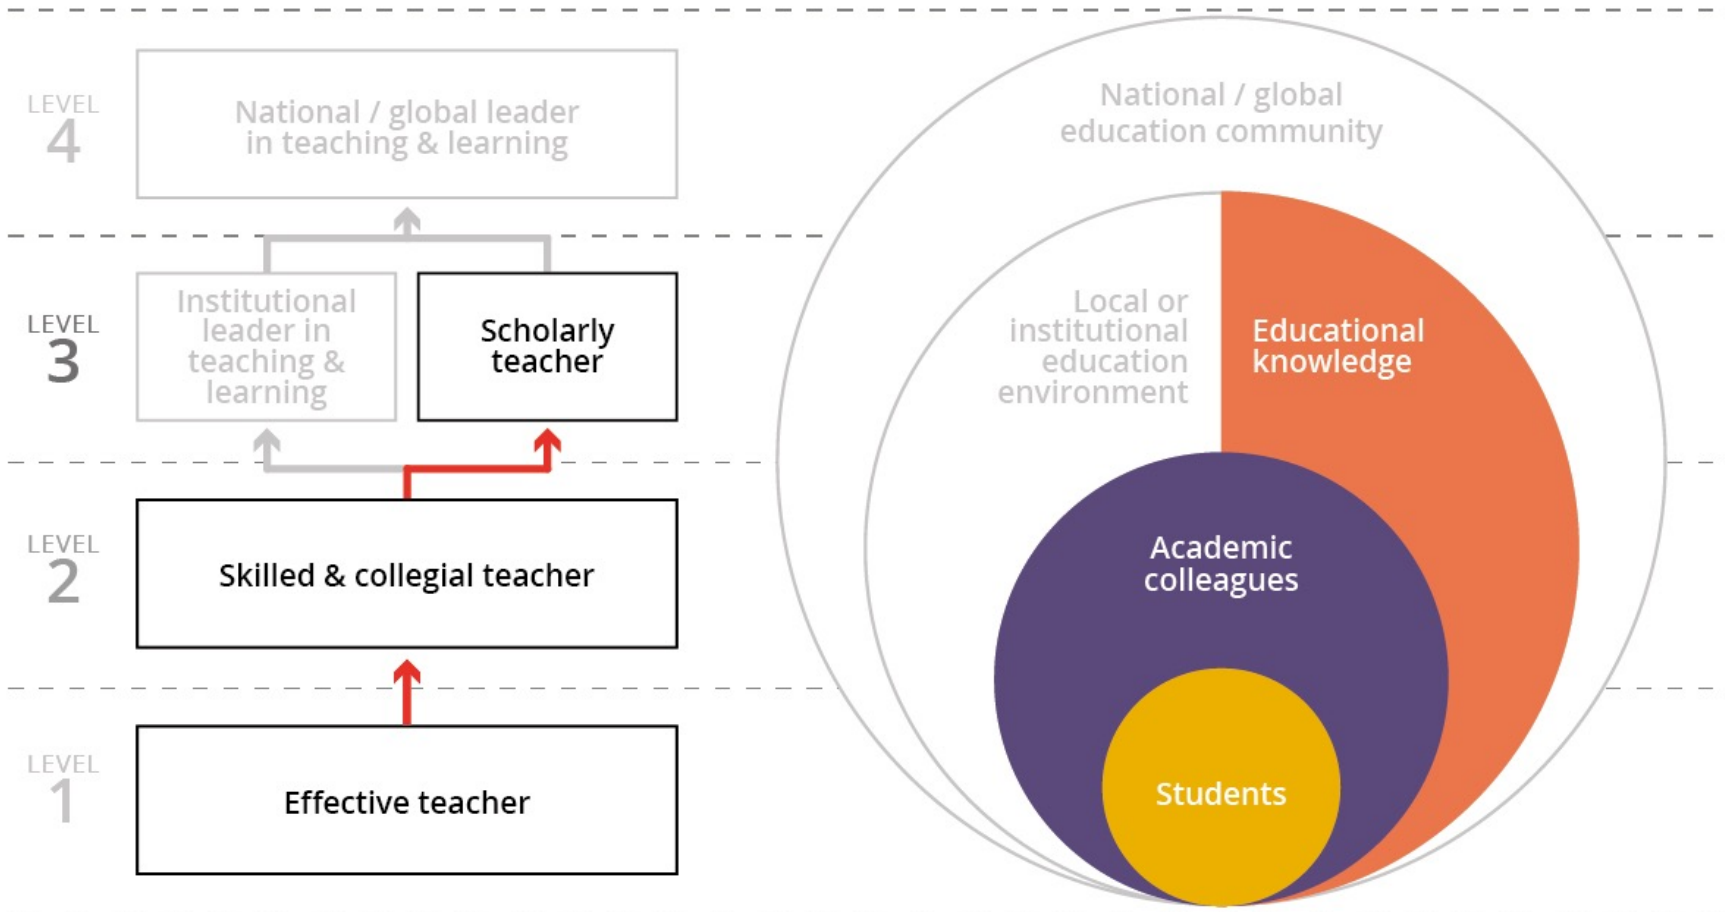 LEVEL
4
National / global leader
in teaching & learning
National / global
education community
LEVEL
3
Institutional
leader in
teaching &
learning
Scholarly
teacher
Local or
institutional
education
environment
Educational
knowledge
LEVEL
2
Skilled & collegial teacher
Academic
colleagues
LEVEL
1
Effective teacher
Students